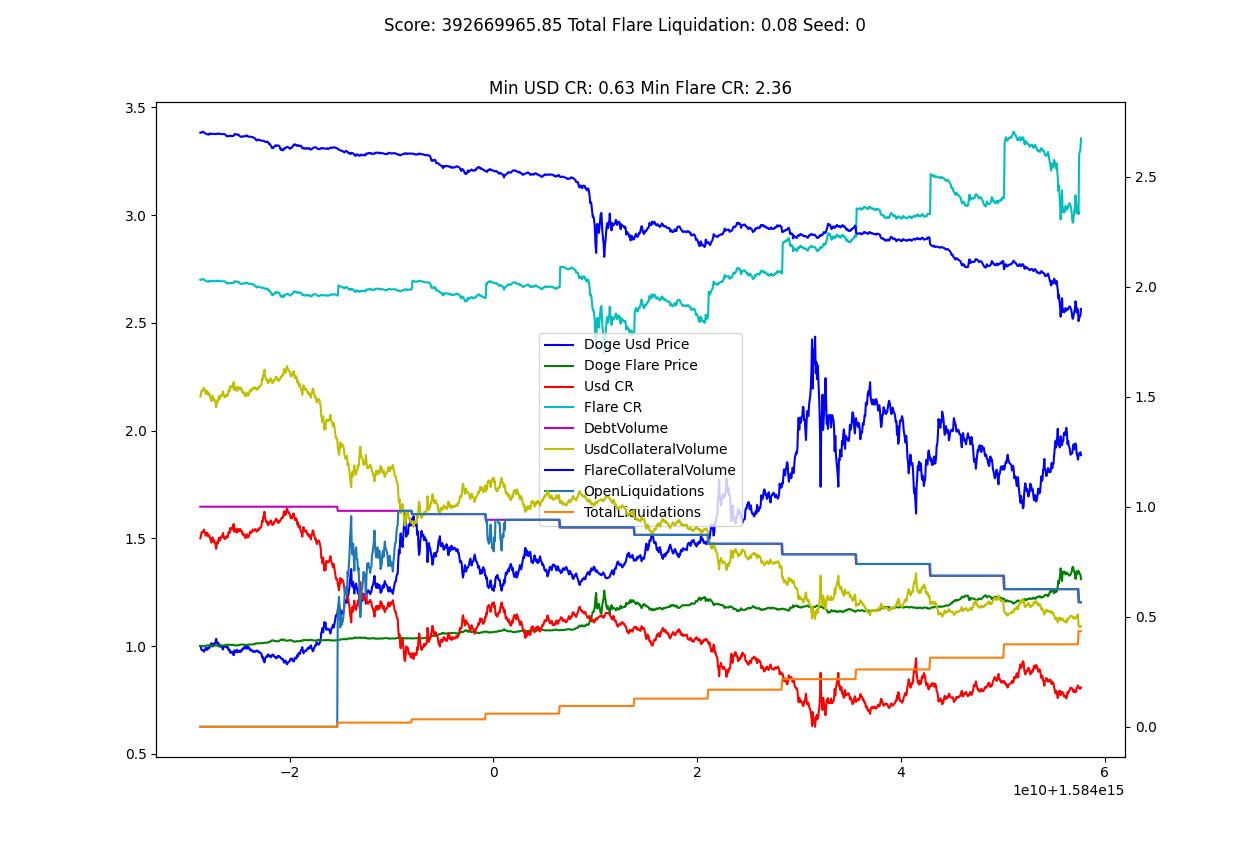 Score: 392669965.85 Total Flare Liquidation: 0.08 Seed: 0
Min USD CR: 0.63 Min Flare CR: 2.36
3.5
3.0
2.5
2.0
1.5
1.0
0.5
2.5
2.0
1.5
1.0
0.5
0.0
Doge Usd Price
Doge Flare Price
Usd CR
Flare CR
DebtVolume
UsdCollateralVolume
FlareCollateralVolume
OpenLiquidations
TotalLiquidations
−2 0 2 4 6
1e10+1.584e15